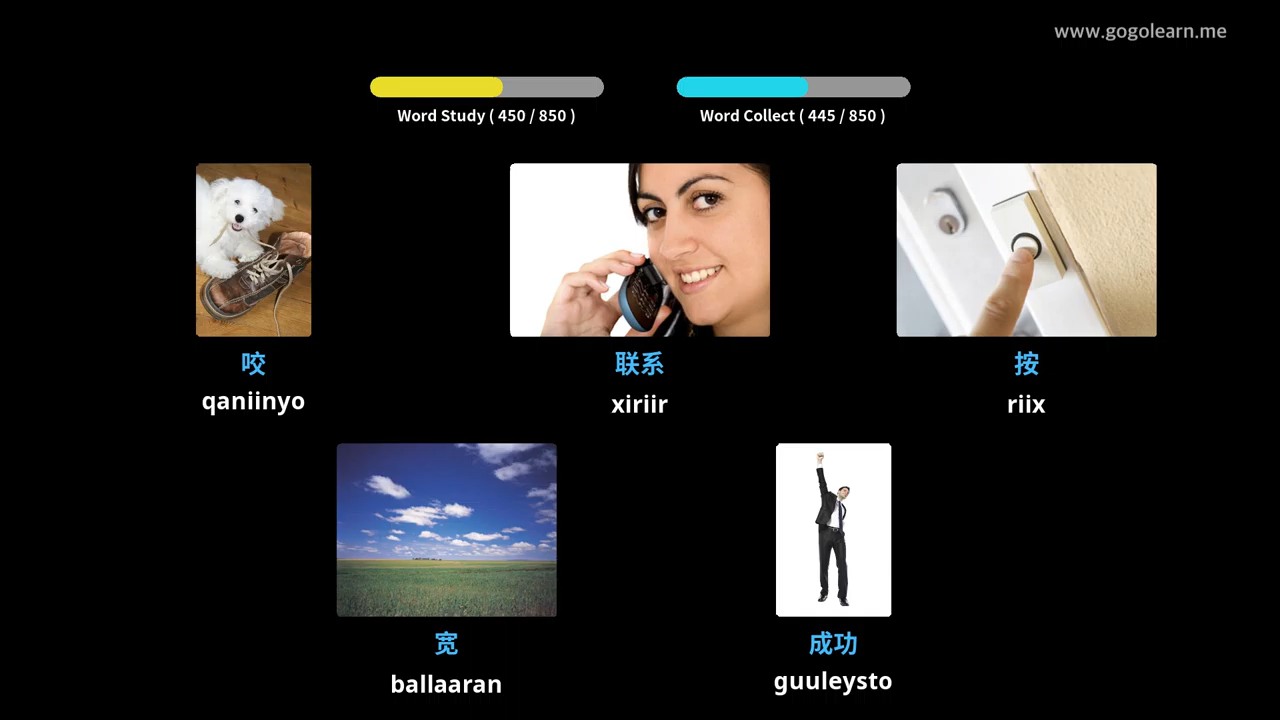 www.gogolearn.me
Word Study ( 450 / 850 )
Word Collect ( 445 / 850 )
咬
qaniinyo
联系
xiriir
按
riix
宽
ballaaran
成功
guuleysto